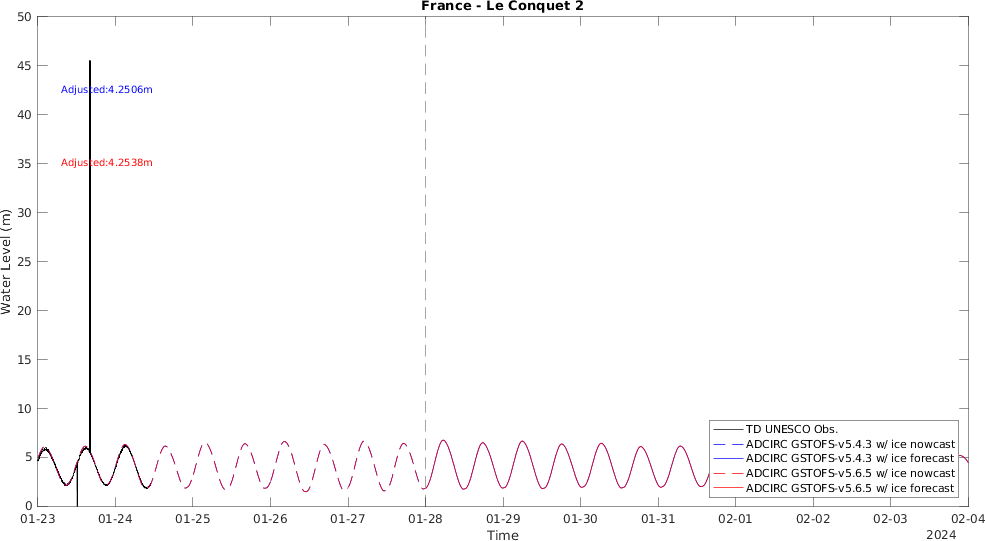 France - Le Conquet 2
50
45
40
35
30
25
20
15
10
5
0
Water Level (m)
Adjusted:4.2506m
Adjusted:4.2538m
TD UNESCO Obs.
ADCIRC GSTOFS-v5.4.3 w/ ice nowcast
ADCIRC GSTOFS-v5.4.3 w/ ice forecast
ADCIRC GSTOFS-v5.6.5 w/ ice nowcast
ADCIRC GSTOFS-v5.6.5 w/ ice forecast
01-23 01-24 01-25 01-26 01-27 01-28 01-29 01-30 01-31 02-01 02-02 02-03 02-04
Time
2024